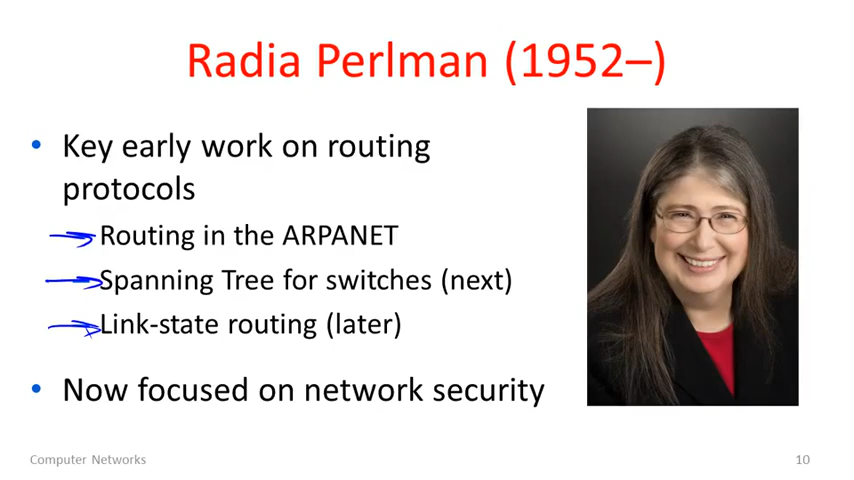 Radia Perlman (1952–)
• Key early work on routing
protocols
Routing in the ARPANET
Spanning Tree for switches (next)
Link-state routing (later)
• Now focused on network security
Computer Networks
10